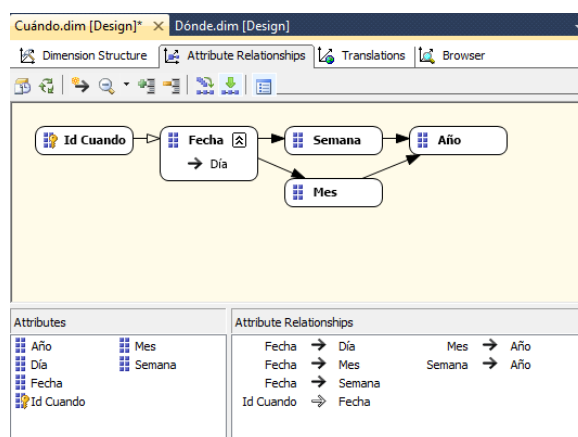 Cuándo.dim [Design]* Dónde.dim [Design]
Dimension Structure Attribute Relationships Translations Browser
Id Cuando Fecha Semana Año
Día
Mes
Attributes
Año Mes
Día Semana
Fecha
Id Cuando
Attribute Relationships
Fecha Día Mes Año
Fecha Mes Semana Año
Fecha Semana
Id Cuando Fecha